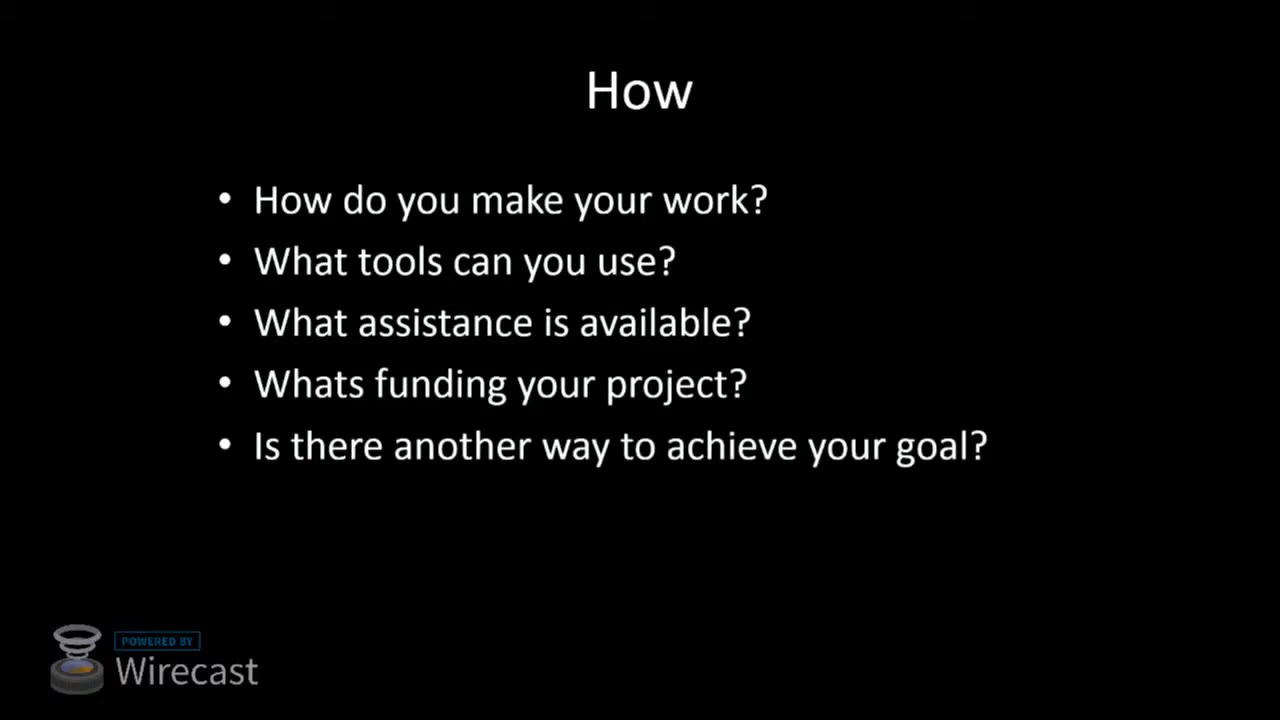 How
• How do you make your work?
• What tools can you use?
• What assistance is available?
• Whats funding your project?
• Is there another way to achieve your goal?
POWERED BY
Wirecast